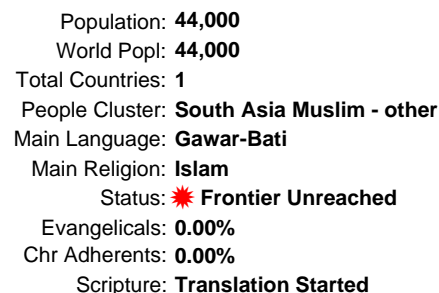 Population: 44,000
World Popl: 44,000
Total Countries: 1
People Cluster: South Asia Muslim - other
Main Language: Gawar-Bati
Main Religion: Islam
Status: Frontier Unreached
Evangelicals: 0.00%
Chr Adherents: 0.00%
Scripture: Translation Started